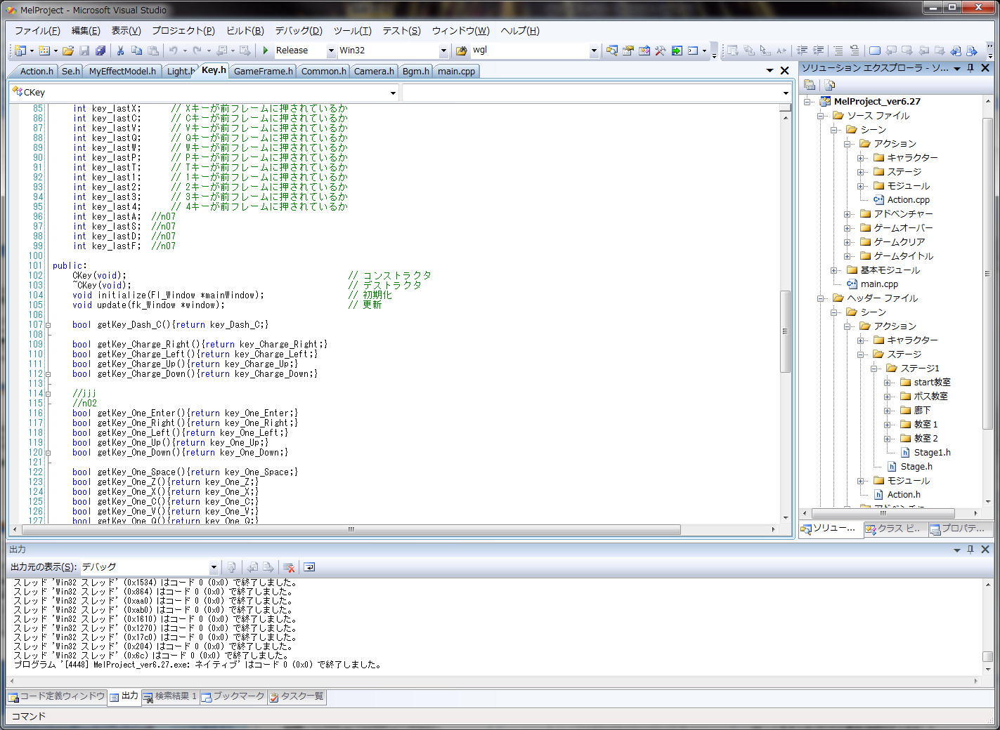 MelProject - Microsoft Visual Studio
ファイル(F) 編集(E) 表示(V) プロジェクト(P) ビルド(B) デバッグ(D) ツール(T) テスト(S) ウィンドウ(W) ヘルプ(H)
Release Win32 wgl
Action.h Se.h MyEffectModel.h Light.h Key.h GameFrame.h Common.h Camera.h Bgm.h main.cpp
CKey
85 int key_lastX; // Xキーが前フレームに押されているか
86 int key_lastC; // Cキーが前フレームに押されているか
87 int key_lastV; // Vキーが前フレームに押されているか
88 int key_lastQ; // Qキーが前フレームに押されているか
89 int key_lastW; // Wキーが前フレームに押されているか
90 int key_lastP; // Pキーが前フレームに押されているか
91 int key_lastT; // Tキーが前フレームに押されているか
92 int key_last1; // 1キーが前フレームに押されているか
93 int key_last2; // 2キーが前フレームに押されているか
94 int key_last3; // 3キーが前フレームに押されているか
95 int key_last4; // 4キーが前フレームに押されているか
96 int key_lastA; //n07
97 int key_lastS; //n07
98 int key_lastD; //n07
99 int key_lastF; //n07
100
101 public:
102 CKey(void); // コンストラクタ
103 ~CKey(void); // デストラクタ
104 void initialize(Fl_Window *mainWindow); // 初期化
105 void update(fk_Window *window); // 更新
106
107 bool getKey_Dash_C(){return key_Dash_C;}
108
109 bool getKey_Charge_Right(){return key_Charge_Right;}
110 bool getKey_Charge_Left(){return key_Charge_Left;}
111 bool getKey_Charge_Up(){return key_Charge_Up;}
112 bool getKey_Charge_Down(){return key_Charge_Down;}
113
114 //jjj
115 //n02
116 bool getKey_One_Enter(){return key_One_Enter;}
117 bool getKey_One_Right(){return key_One_Right;}
118 bool getKey_One_Left(){return key_One_Left;}
119 bool getKey_One_Up(){return key_One_Up;}
120 bool getKey_One_Down(){return key_One_Down;}
121
122 bool getKey_One_Space(){return key_One_Space;}
123 bool getKey_One_Z(){return key_One_Z;}
124 bool getKey_One_X(){return key_One_X;}
125 bool getKey_One_C(){return key_One_C;}
126 bool getKey_One_V(){return key_One_V;}
127 bool getKey_One_Q(){return key_One_Q;}
ソリューション エクスプローラ - ソ...
MelProject_ver6.27
ソース ファイル
シーン
アクション
キャラクター
ステージ
モジュール
Action.cpp
アドベンチャー
ゲームオーバー
ゲームクリア
ゲームタイトル
基本モジュール
main.cpp
ヘッダー ファイル
シーン
アクション
キャラクター
ステージ
ステージ1
start教室
ボス教室
廊下
教室１
教室２
Stage1.h
Stage.h
モジュール
Action.h
アドベンチャ
ソリュー... クラス ビ... プロパテ...
出力
出力元の表示(S): デバッグ
スレッド 'Win32 スレッド' (0x1534) はコード 0 (0x0) で終了しました。
スレッド 'Win32 スレッド' (0x864) はコード 0 (0x0) で終了しました。
スレッド 'Win32 スレッド' (0xaa0) はコード 0 (0x0) で終了しました。
スレッド 'Win32 スレッド' (0xab0) はコード 0 (0x0) で終了しました。
スレッド 'Win32 スレッド' (0x1610) はコード 0 (0x0) で終了しました。
スレッド 'Win32 スレッド' (0x1270) はコード 0 (0x0) で終了しました。
スレッド 'Win32 スレッド' (0x17c0) はコード 0 (0x0) で終了しました。
スレッド 'Win32 スレッド' (0x204) はコード 0 (0x0) で終了しました。
スレッド 'Win32 スレッド' (0x6c) はコード 0 (0x0) で終了しました。
プログラム '[4448] MelProject_ver6.27.exe: ネイティブ' はコード 0 (0x0) で終了しました。
コード定義ウィンドウ 出力 検索結果 1 ブックマーク タスク一覧
コマンド